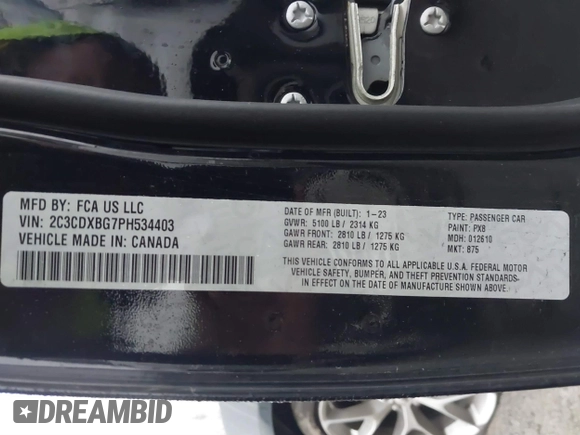 MFD BY: FCA US LLC
VIN: 2C3CDXBG7PH534403
VEHICLE MADE IN: CANADA
DATE OF MFR (BUILT): 1-23
GVWR: 5100 LB / 2314 KG
GAWR FRONT: 2810 LB / 1275 KG
GAWR REAR: 2810 LB / 1275 KG
TYPE: PASSENGER CAR
PAINT: PX8
MDH: 012610
MKT: 875
THIS VEHICLE CONFORMS TO ALL APPLICABLE U.S.A. FEDERAL MOTOR
VEHICLE SAFETY, BUMPER, AND THEFT PREVENTION STANDARDS
IN EFFECT ON THE DATE OF MANUFACTURE SHOWN ABOVE.
DREAMBID